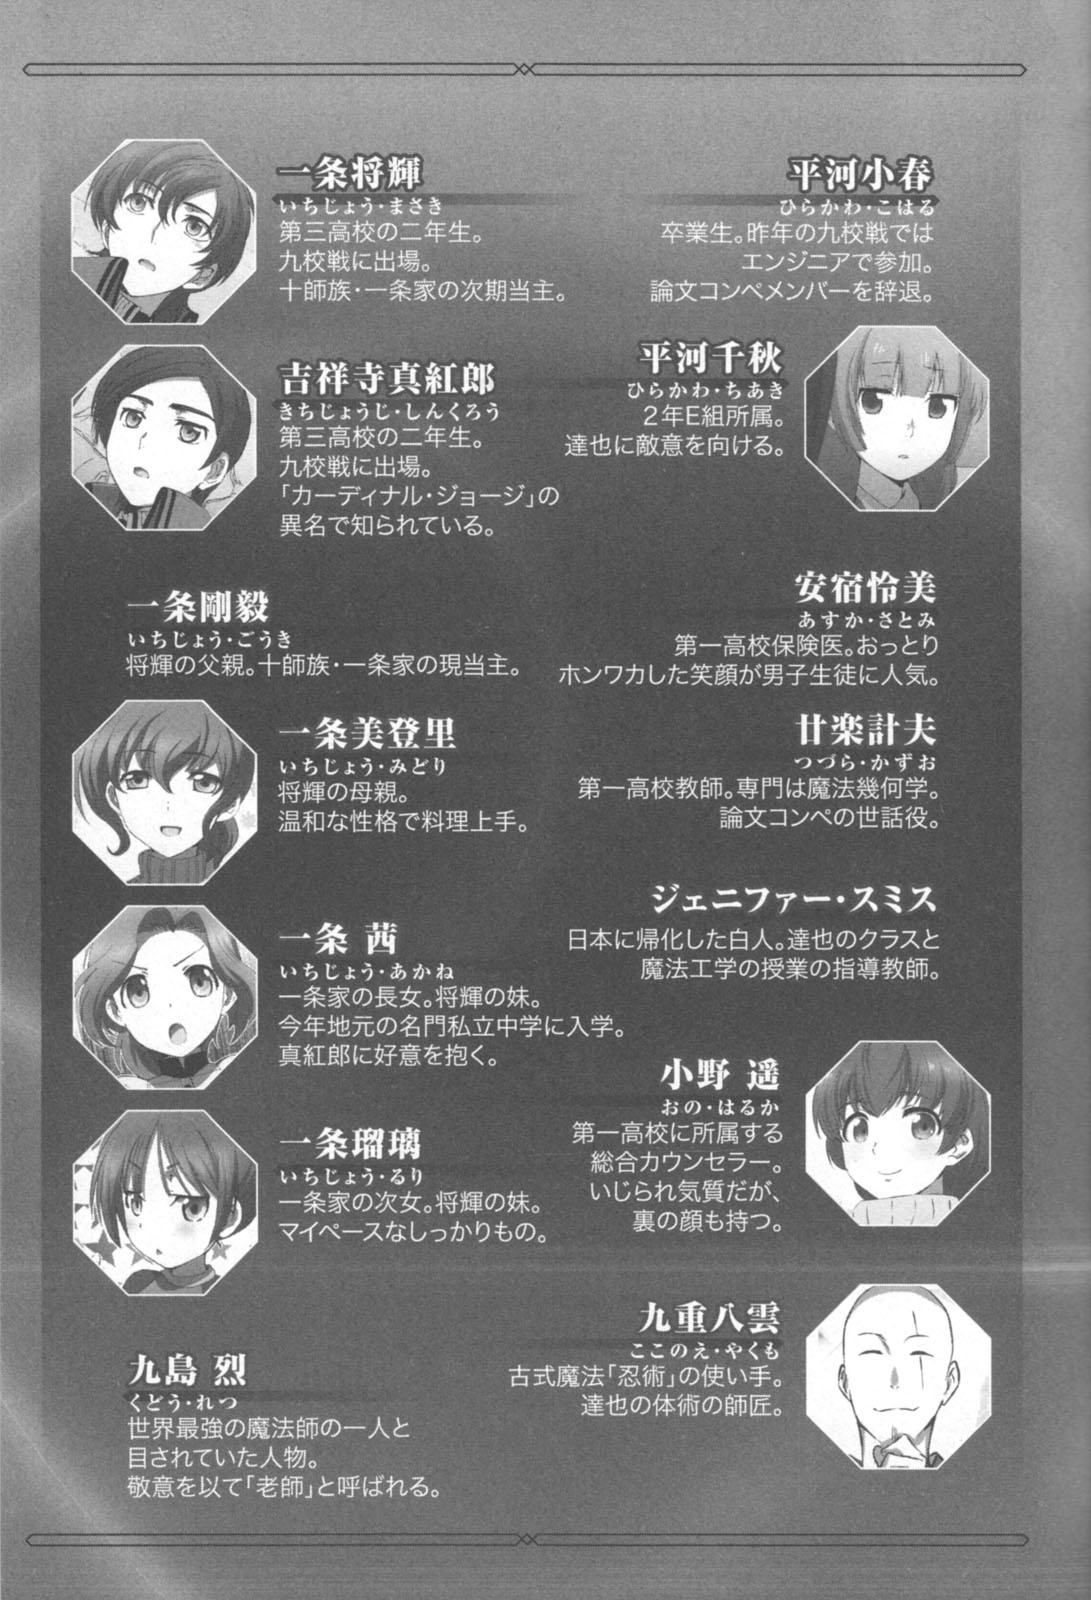 平河小春
ひらかわ・こはる
卒業生。昨年の九校戦では
エンジニアで参加。
論文コンペメンバーを辞退。
平河千秋
ひらかわ・ちあき
2年E組所属。
達也に敵意を向ける。
安宿怜美
あすか・さとみ
第一高校保険医。おっとり
ホンワカした笑顔が男子生徒に人気。
廿楽計夫
つづら・かずお
第一高校教師。専門は魔法幾何学。
論文コンペの世話役。
ジェニファー・スミス
日本に帰化した白人。達也のクラスと
魔法工学の授業の指導教師。
小野 遥
おの・はるか
第一高校に所属する
総合カウンセラー。
いじられ気質だが、
裏の顔も持つ。
九重八雲
ここのえ・やくも
古式魔法「忍術」の使い手。
達也の体術の師匠。
一条将輝
いちじょう・まさき
第三高校の二年生。
九校戦に出場。
十師族・一条家の次期当主。
吉祥寺真紅郎
きちじょうじ・しんくろう
第三高校の二年生。
九校戦に出場。
「カーディナル・ジョージ」の
異名で知られている。
一条剛毅
いちじょう・ごうき
将輝の父親。十師族・一条家の現当主。
一条美登里
いちじょう・みどり
将輝の母親。
温和な性格で料理上手。
一条 茜
いちじょう・あかね
一条家の長女。将輝の妹。
今年地元の名門私立中学に入学。
真紅郎に好意を抱く。
一条瑠璃
いちじょう・るり
一条家の次女。将輝の妹。
マイペースなしっかりもの。
九島 烈
くどう・れつ
世界最強の魔法師の一人と
目されていた人物。
敬意を以て「老師」と呼ばれる。